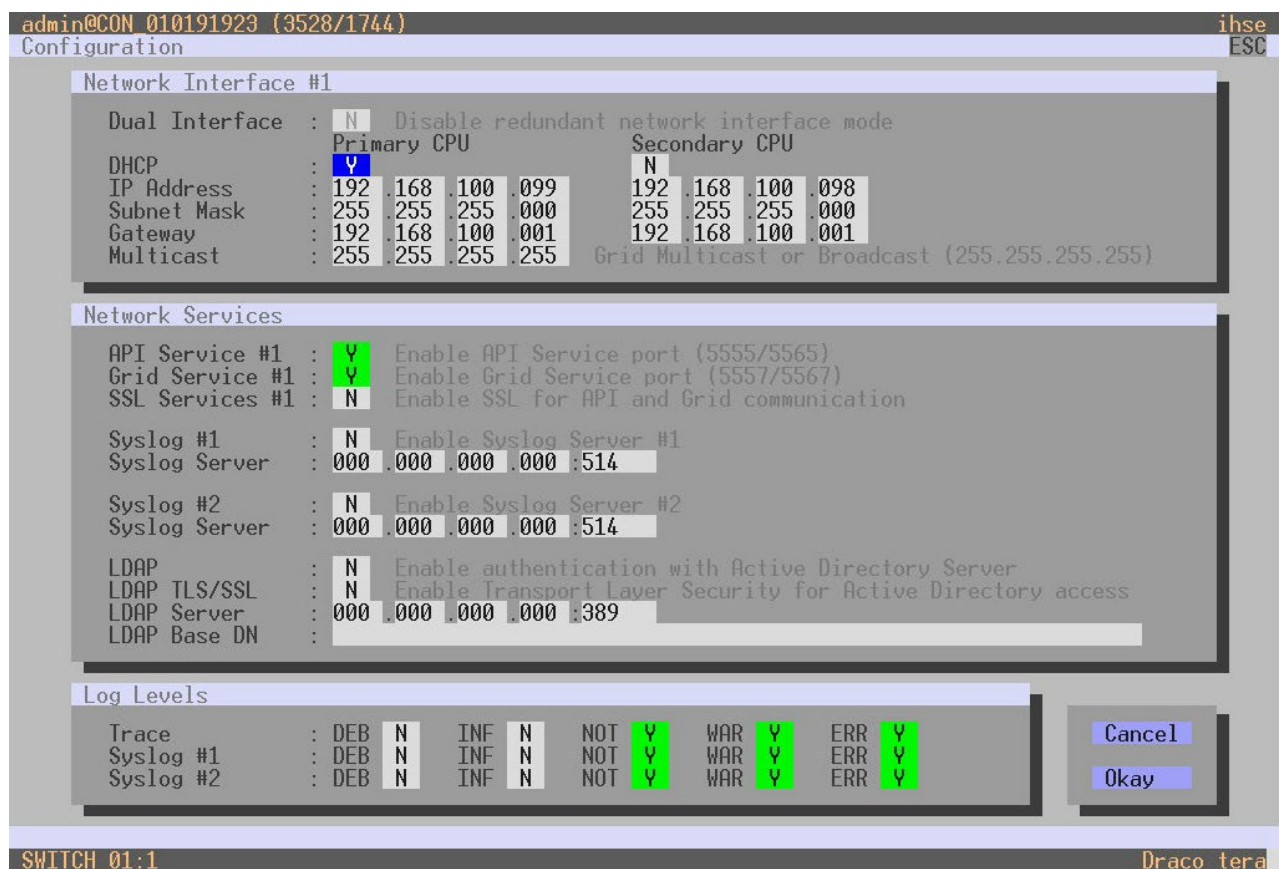 admin@CON_010191923 (3528/1744) ihse
Configuration ESC
Network Interface #1
Dual Interface : N Disable redundant network interface mode
Primary CPU Secondary CPU
DHCP : Y N
IP Address : 192 .168 .100 .099 192 .168 .100 .098
Subnet Mask : 255 .255 .255 .000 255 .255 .255 .000
Gateway : 192 .168 .100 .001 192 .168 .100 .001
Multicast : 255 .255 .255 .255 Grid Multicast or Broadcast (255.255.255.255)
Network Services
API Service #1 : Y Enable API Service port (5555/5565)
Grid Service #1 : Y Enable Grid Service port (5557/5567)
SSL Services #1 : N Enable SSL for API and Grid communication
Syslog #1 : N Enable Syslog Server #1
Syslog Server : 000 .000 .000 .000 :514
Syslog #2 : N Enable Syslog Server #2
Syslog Server : 000 .000 .000 .000 :514
LDAP : N Enable authentication with Active Directory Server
LDAP TLS/SSL : N Enable Transport Layer Security for Active Directory access
LDAP Server : 000 .000 .000 .000 :389
LDAP Base DN :
Log Levels
Trace : DEB N INF N NOT Y WAR Y ERR Y
Syslog #1 : DEB N INF N NOT Y WAR Y ERR Y
Syslog #2 : DEB N INF N NOT Y WAR Y ERR Y
Cancel
Okay
SWITCH 01:1 Draco tera